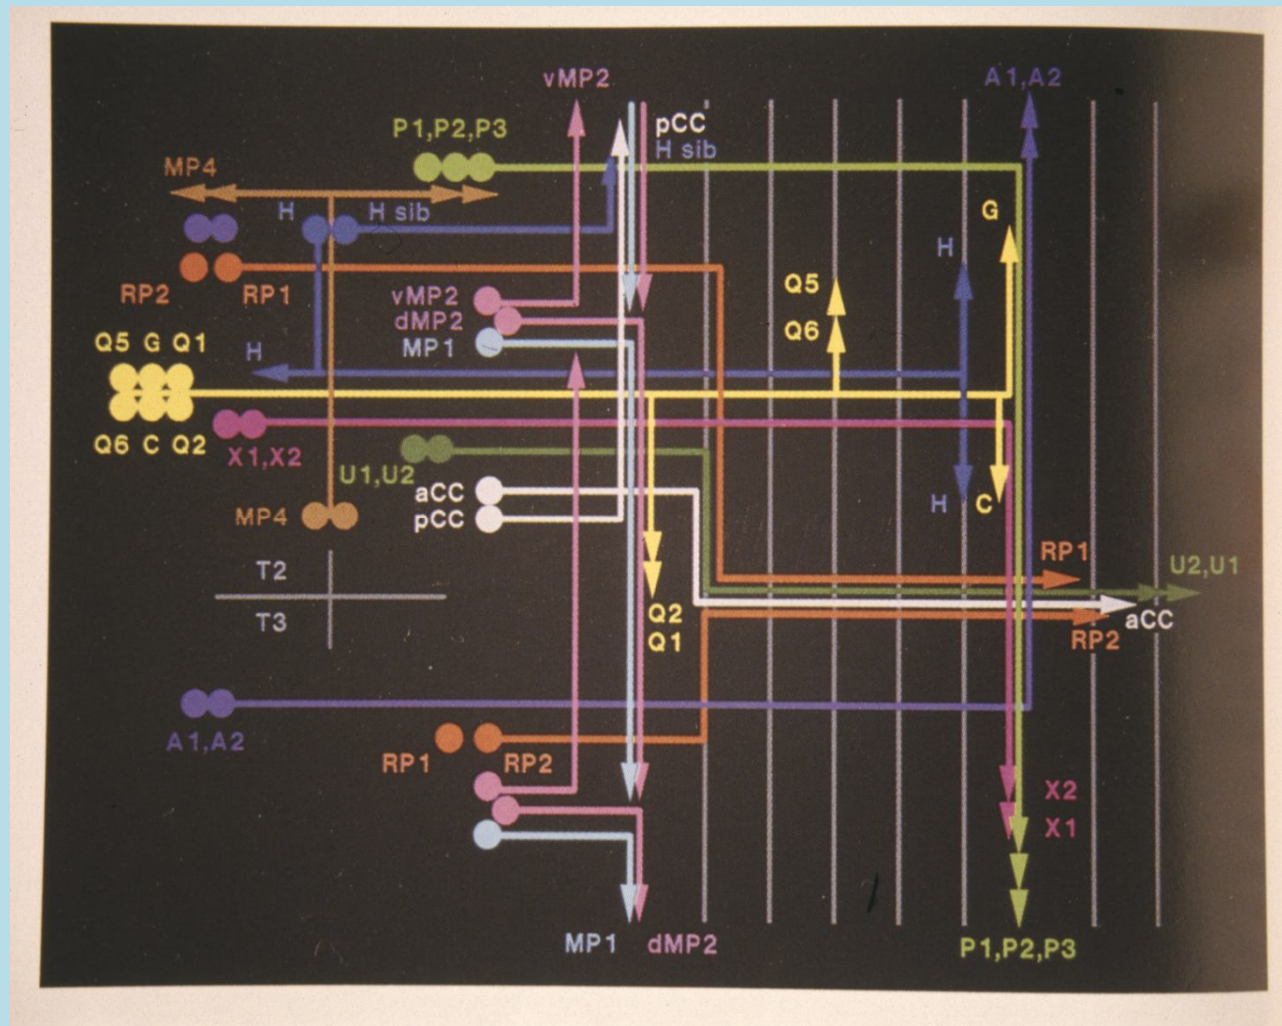 vMP2
A1,A2
P1,P2,P3
pCC
H sib
MP4
H
H sib
G
H
RP2
RP1
vMP2
dMP2
MP1
Q5
Q6
Q5 G Q1
H
Q6 C Q2
X1,X2
U1,U2
aCC
pCC
MP4
H
C
T2
T3
RP1
U2,U1
Q2
Q1
aCC
RP2
A1,A2
RP1
RP2
X2
X1
MP1
dMP2
P1,P2,P3